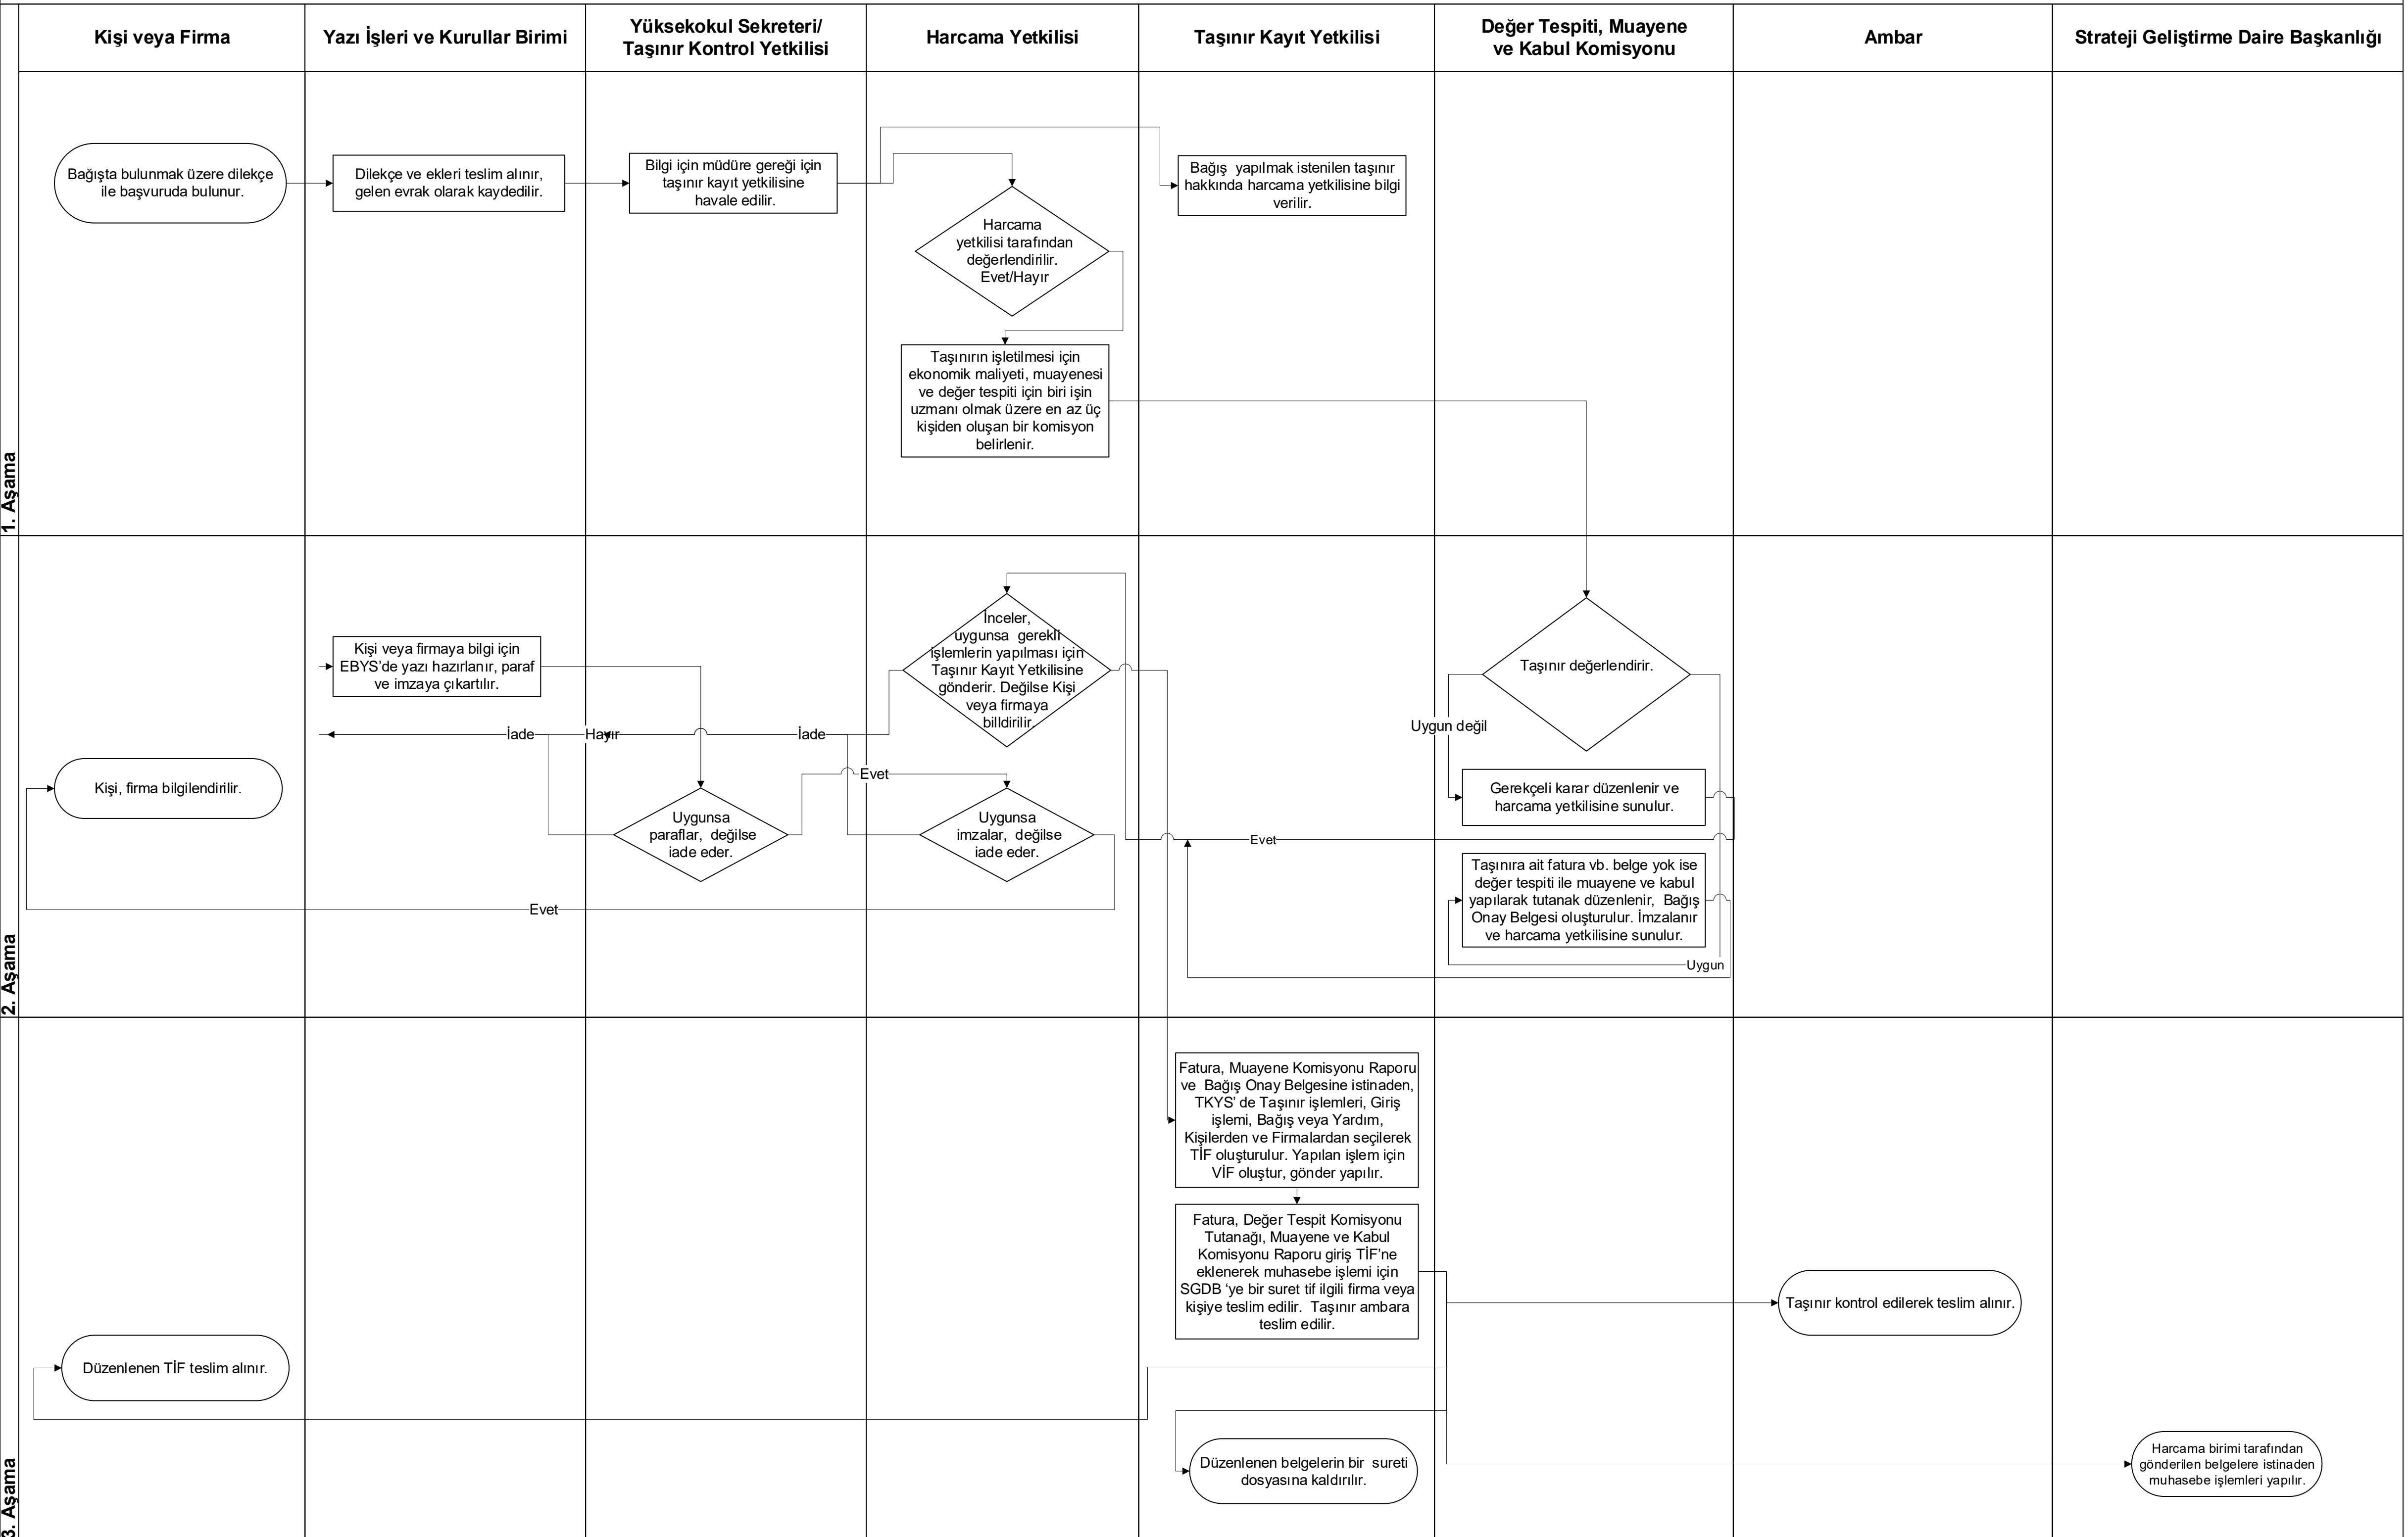 Kişi veya Firma
Yazı İşleri ve Kurullar Birimi
Yüksekokul Sekreteri/
Taşınır Kontrol Yetkilisi
Harcama Yetkilisi
Taşınır Kayıt Yetkilisi
Değer Tespiti, Muayene
ve Kabul Komisyonu
Ambar
Strateji Geliştirme Daire Başkanlığı
1. Aşama
Bağışta bulunmak üzere dilekçe
ile başvuruda bulunur.
Dilekçe ve ekleri teslim alınır,
gelen evrak olarak kaydedilir.
Bilgi için müdüre gereği için
taşınır kayıt yetkilisine
havale edilir.
Harcama
yetkilisi tarafından
değerlendirilir.
Evet/Hayır
Bağış yapılmak istenilen taşınır
hakkında harcama yetkilisine bilgi
verilir.
Taşınırın işletilmesi için
ekonomik maliyeti, muayenesi
ve değer tespiti için biri işin
uzmanı olmak üzere en az üç
kişiden oluşan bir komisyon
belirlenir.
2. Aşama
Kişi veya firmaya bilgi için
EBYS’de yazı hazırlanır, paraf
ve imzaya çıkartılır.
İnceler,
uygunsa gerekli
işlemlerin yapılması için
Taşınır Kayıt Yetkilisine
gönderir. Değilse Kişi
veya firmaya
billdirilir.
Taşınır değerlendirir.
Uygun değil
İade
Hayır
İade
Evet
Kişi, firma bilgilendirilir.
Uygunsa
paraflar, değilse
iade eder.
Uygunsa
imzalar, değilse
iade eder.
Gerekçeli karar düzenlenir ve
harcama yetkilisine sunulur.
Evet
Taşınıra ait fatura vb. belge yok ise
değer tespiti ile muayene ve kabul
yapılarak tutanak düzenlenir, Bağış
Onay Belgesi oluşturulur. İmzalanır
ve harcama yetkilisine sunulur.
Evet
Uygun
3. Aşama
Fatura, Muayene Komisyonu Raporu
ve Bağış Onay Belgesine istinaden,
TKYS’ de Taşınır işlemleri, Giriş
işlemi, Bağış veya Yardım,
Kişilerden ve Firmalardan seçilerek
TİF oluşturulur. Yapılan işlem için
VİF oluştur, gönder yapılır.
Fatura, Değer Tespit Komisyonu
Tutanağı, Muayene ve Kabul
Komisyonu Raporu giriş TİF’ne
eklenerek muhasebe işlemi için
SGDB ‘ye bir suret tif ilgili firma veya
kişiye teslim edilir. Taşınır ambara
teslim edilir.
Taşınır kontrol edilerek teslim alınır.
Düzenlenen TİF teslim alınır.
Düzenlenen belgelerin bir sureti
dosyasına kaldırılır.
Harcama birimi tarafından
gönderilen belgelere istinaden
muhasebe işlemleri yapılır.